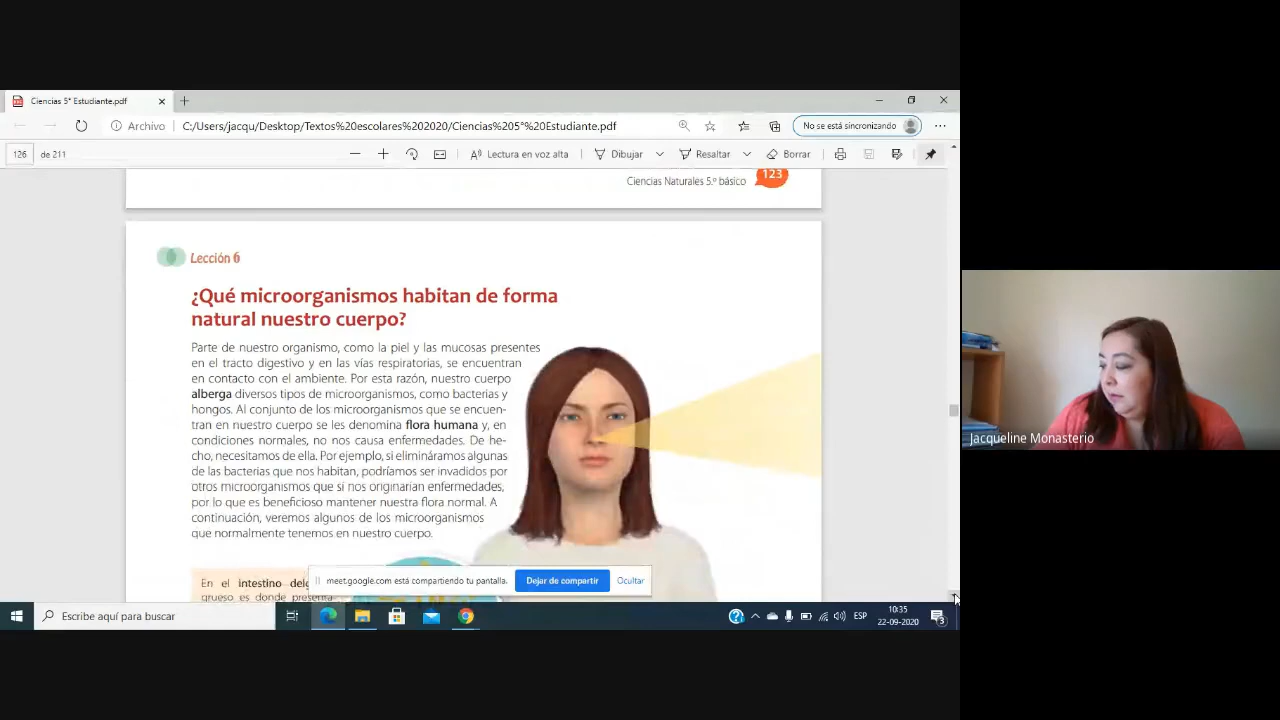 Ciencias 5° Estudiante.pdf
Archivo
C:/Users/jacqu/Desktop/Textos%20escolares%202020/Ciencias%205°%20Estudiante.pdf
No se está sincronizando
126 de 211
Lectura en voz alta
Dibujar
Resaltar
Borrar
Ciencias Naturales 5.º básico
123
Lección 6
¿Qué microorganismos habitan de forma
natural nuestro cuerpo?
Parte de nuestro organismo, como la piel y las mucosas presentes
en el tracto digestivo y en las vías respiratorias, se encuentran
en contacto con el ambiente. Por esta razón, nuestro cuerpo
alberga diversos tipos de microorganismos, como bacterias y
hongos. Al conjunto de los microorganismos que se encuen-
tran en nuestro cuerpo se les denomina flora humana y, en
condiciones normales, no nos causa enfermedades. De he-
cho, necesitamos de ella. Por ejemplo, si elimináramos algunas
de las bacterias que nos habitan, podríamos ser invadidos por
otros microorganismos que sí nos originarían enfermedades,
por lo que es beneficioso mantener nuestra flora normal. A
continuación, veremos algunos de los microorganismos
que normalmente tenemos en nuestro cuerpo.
En el intestino
grueso es donde
meet.google.com está compartiendo tu pantalla.
Dejar de compartir
Ocultar
Jacqueline Monasterio
Escribe aquí para buscar
ESP
10:35
22-09-2020
3